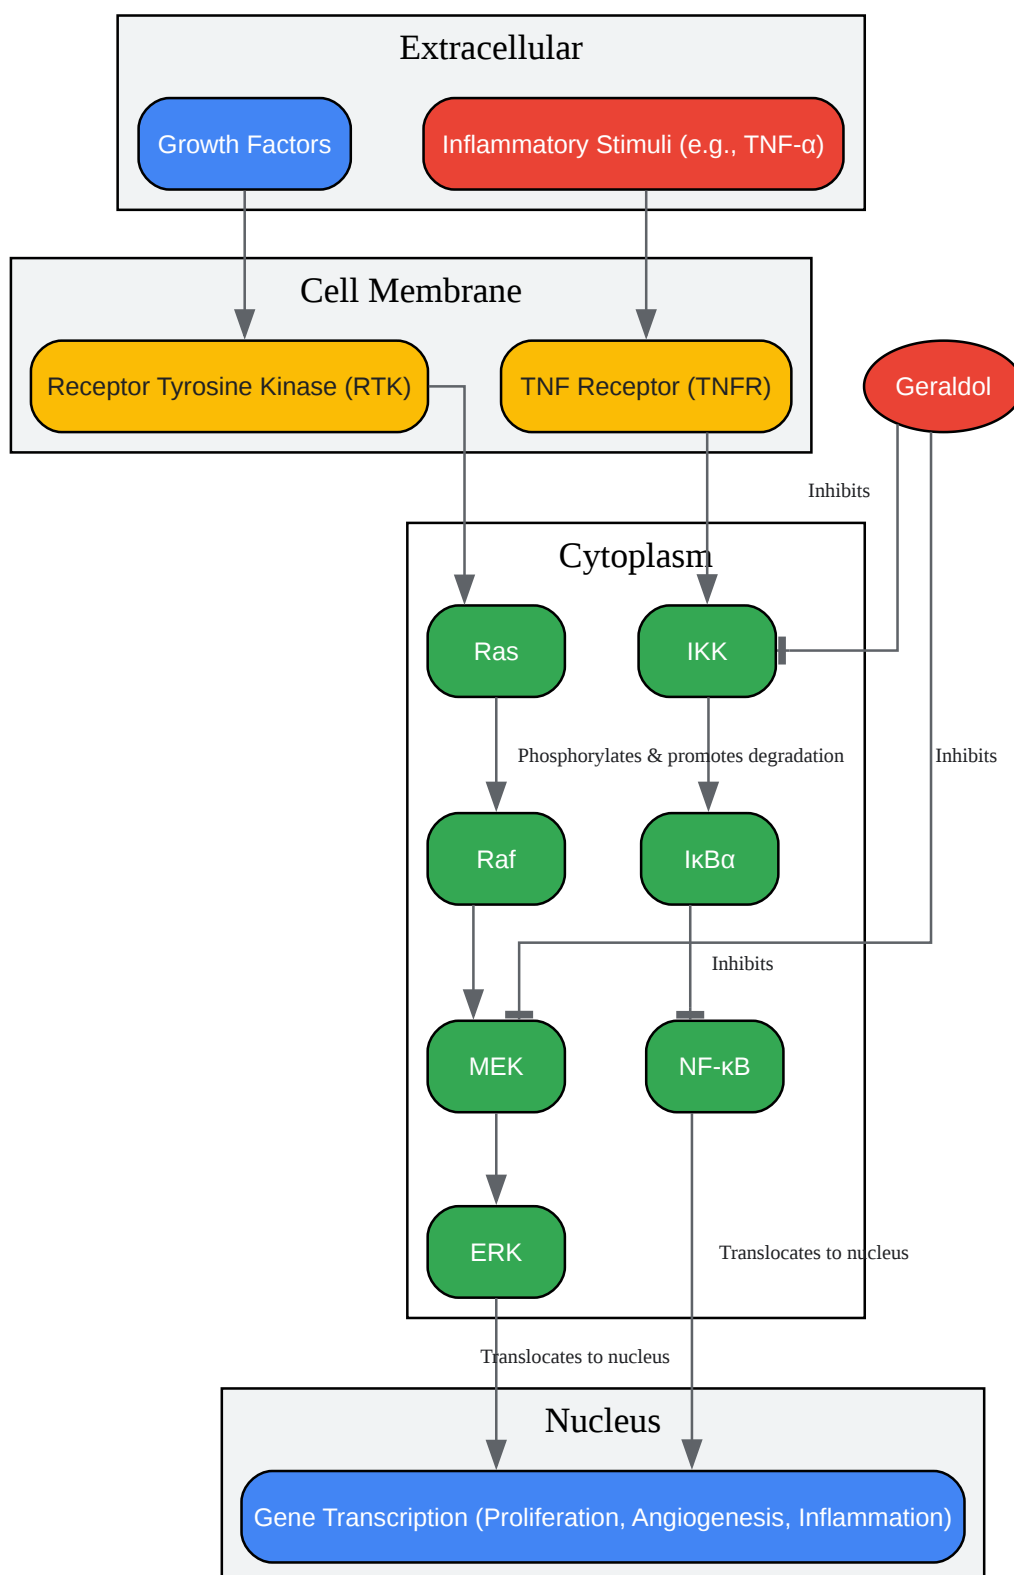 Extracellular
Growth Factors
Inflammatory Stimuli (e.g., TNF-α)
Cell Membrane
Receptor Tyrosine Kinase (RTK)
TNF Receptor (TNFR)
Geraldol
Inhibits
Cytoplasm
Ras
IKK
Phosphorylates & promotes degradation
Inhibits
Raf
IκBα
Inhibits
MEK
NF-κB
ERK
Translocates to nucleus
Translocates to nucleus
Nucleus
Gene Transcription (Proliferation, Angiogenesis, Inflammation)